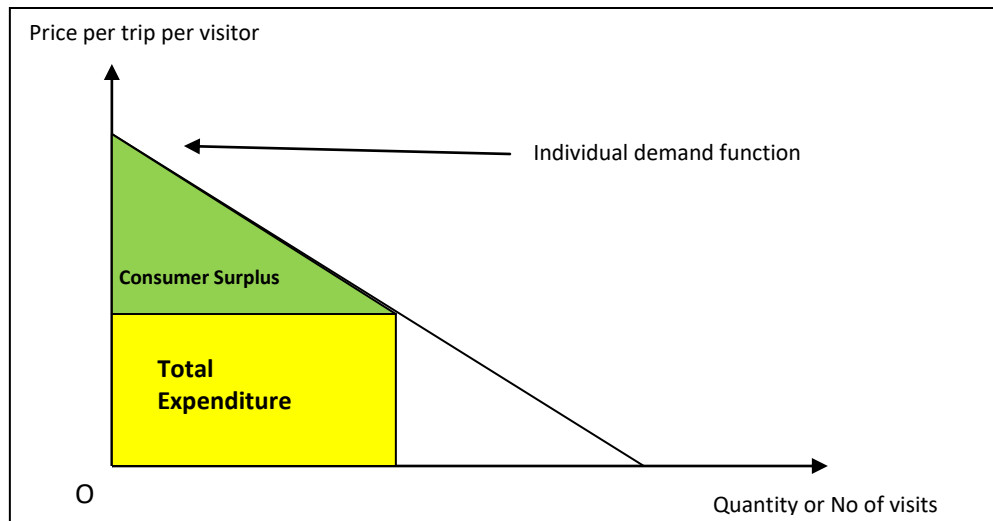 Price per trip per visitor
Individual demand function
Consumer Surplus
Total
Expenditure
O
Quantity or No of visits